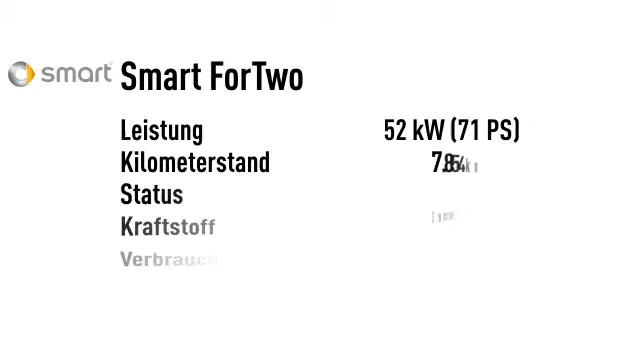 smart Smart ForTwo
Leistung 52 kW (71 PS)
Kilometerstand
Status
Kraftstoff